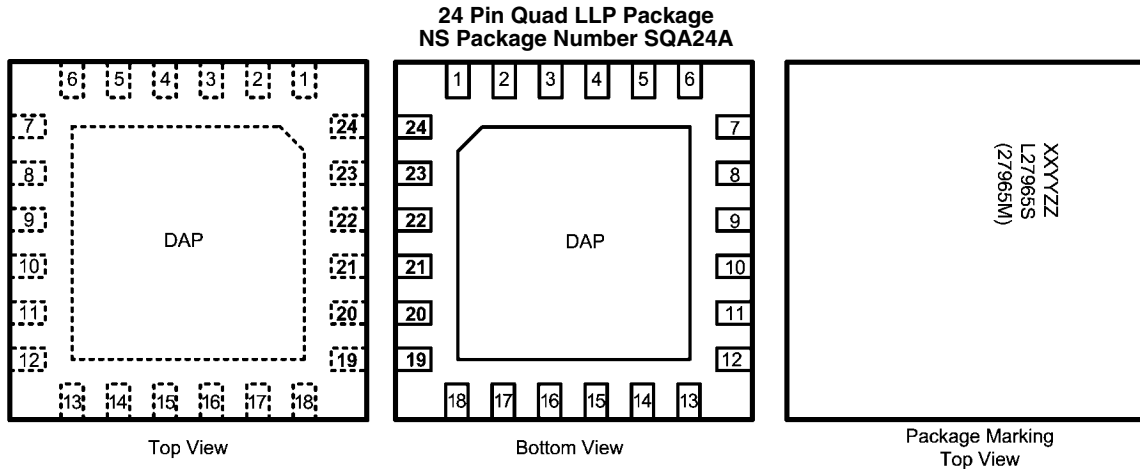 24 Pin Quad LLP Package
NS Package Number SQA24A
6 5 4 3 2 1
7 24
8 23
9 22
DAP
10 21
11 20
12 19
13 14 15 16 17 18
Top View
1 2 3 4 5 6
24 7
23 8
22 9
DAP
21 10
20 11
19 12
18 17 16 15 14 13
Bottom View
XXYYZZ
L27965S
(27965M)
Package Marking
Top View